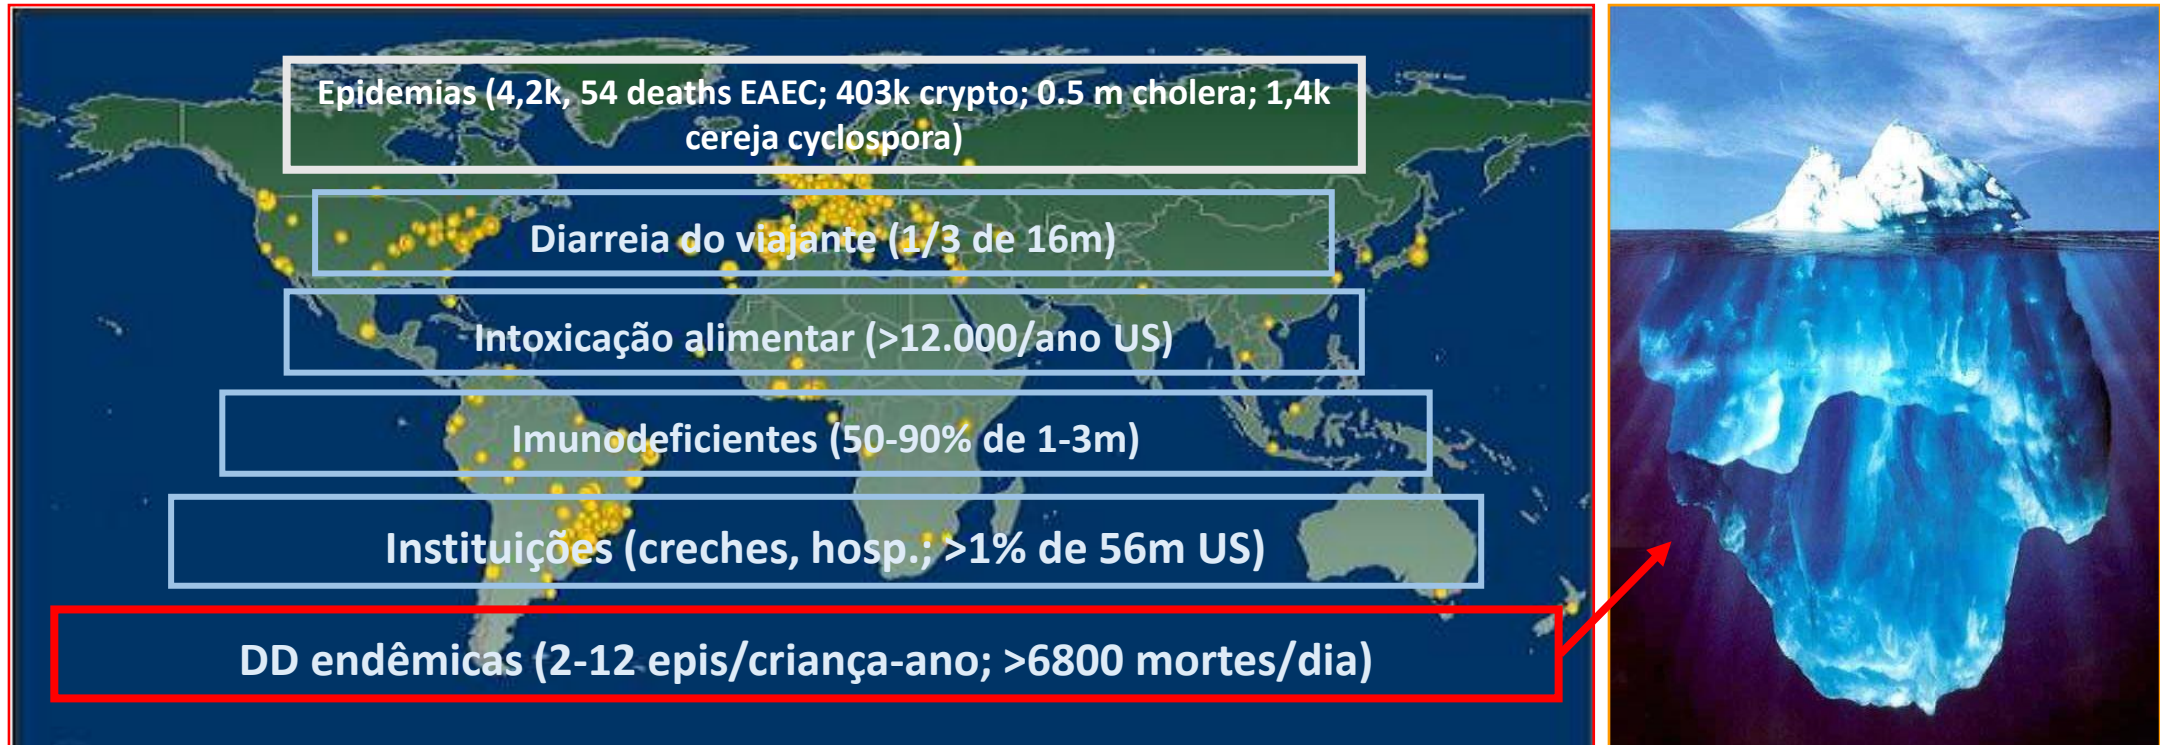 Epidemias (4,2k, 54 deaths EAEC; 403k crypto; 0.5 m cholera; 1,4k
cereja cyclospora)
Diarreia do viajante (1/3 de 16m)
Intoxicação alimentar (>12.000/ano US)
Imunodeficientes (50-90% de 1-3m)
Instituições (creches, hosp.; >1% de 56m US)
DD endêmicas (2-12 epis/criança-ano; >6800 mortes/dia)